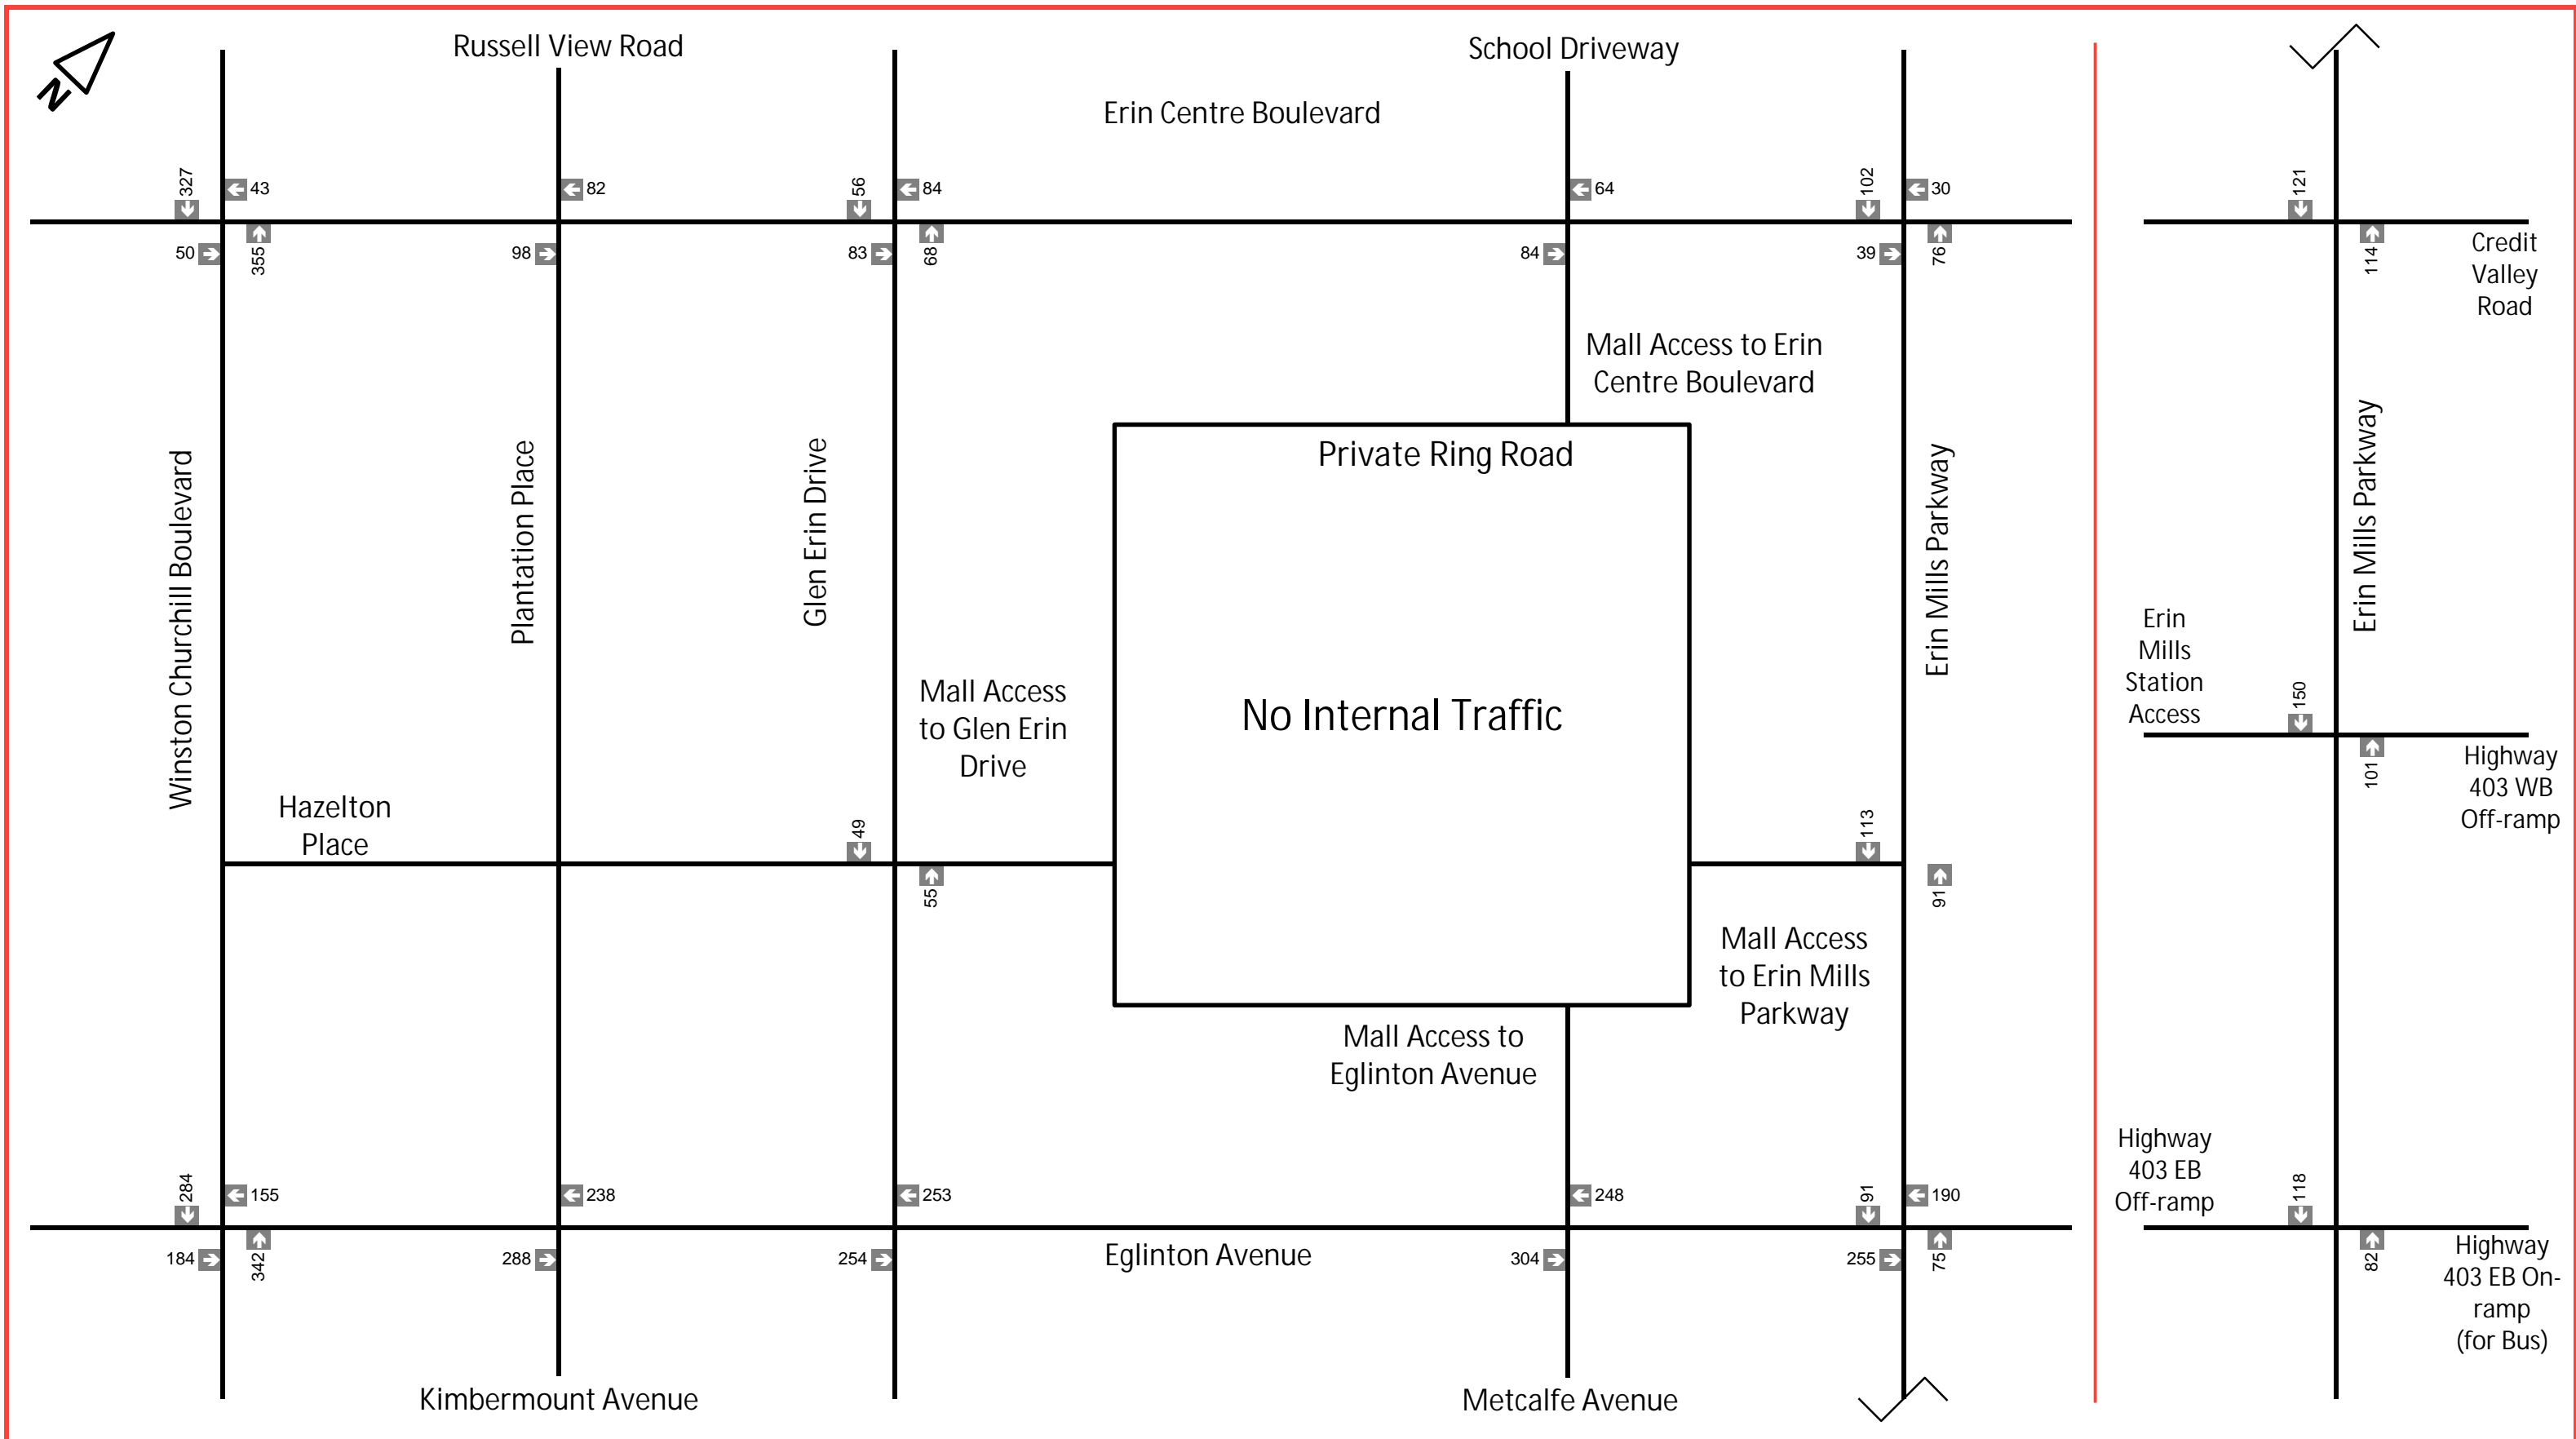 N
Russell View Road
School Driveway
Erin Centre Boulevard
327
43
82
56
84
64
102
30
121
50
355
98
83
68
84
39
76
114
Credit
Valley
Road
Mall Access to Erin
Centre Boulevard
Private Ring Road
Winston Churchill Boulevard
Plantation Place
Glen Erin Drive
Erin Mills Parkway
Erin Mills Parkway
Mall Access
to Glen Erin
Drive
No Internal Traffic
Erin
Mills
Station
Access
150
101
Highway
403 WB
Off-ramp
Hazelton
Place
49
55
113
91
Mall Access
to Erin Mills
Parkway
Mall Access to
Eglinton Avenue
Highway
403 EB
Off-ramp
284
155
238
253
248
91
190
118
184
342
288
254
Eglinton Avenue
304
255
75
82
Highway
403 EB On-
ramp
(for Bus)
Kimbermount Avenue
Metcalfe Avenue